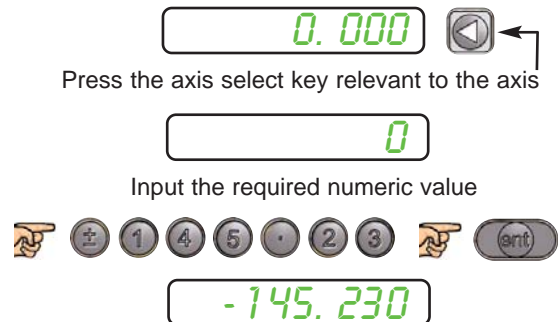 0. 000
Press the axis select key relevant to the axis
0
Input the required numeric value
± 1 4 5 · 2 3 ent
-145. 230